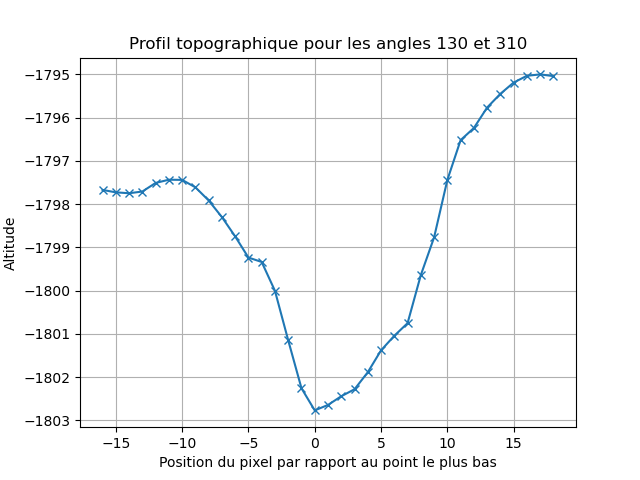 Profil topographique pour les angles 130 et 310
−1795
−1796
−1797
−1798
−1799
−1800
−1801
−1802
−1803
Altitude
−15 −10 −5 0 5 10 15
Position du pixel par rapport au point le plus bas